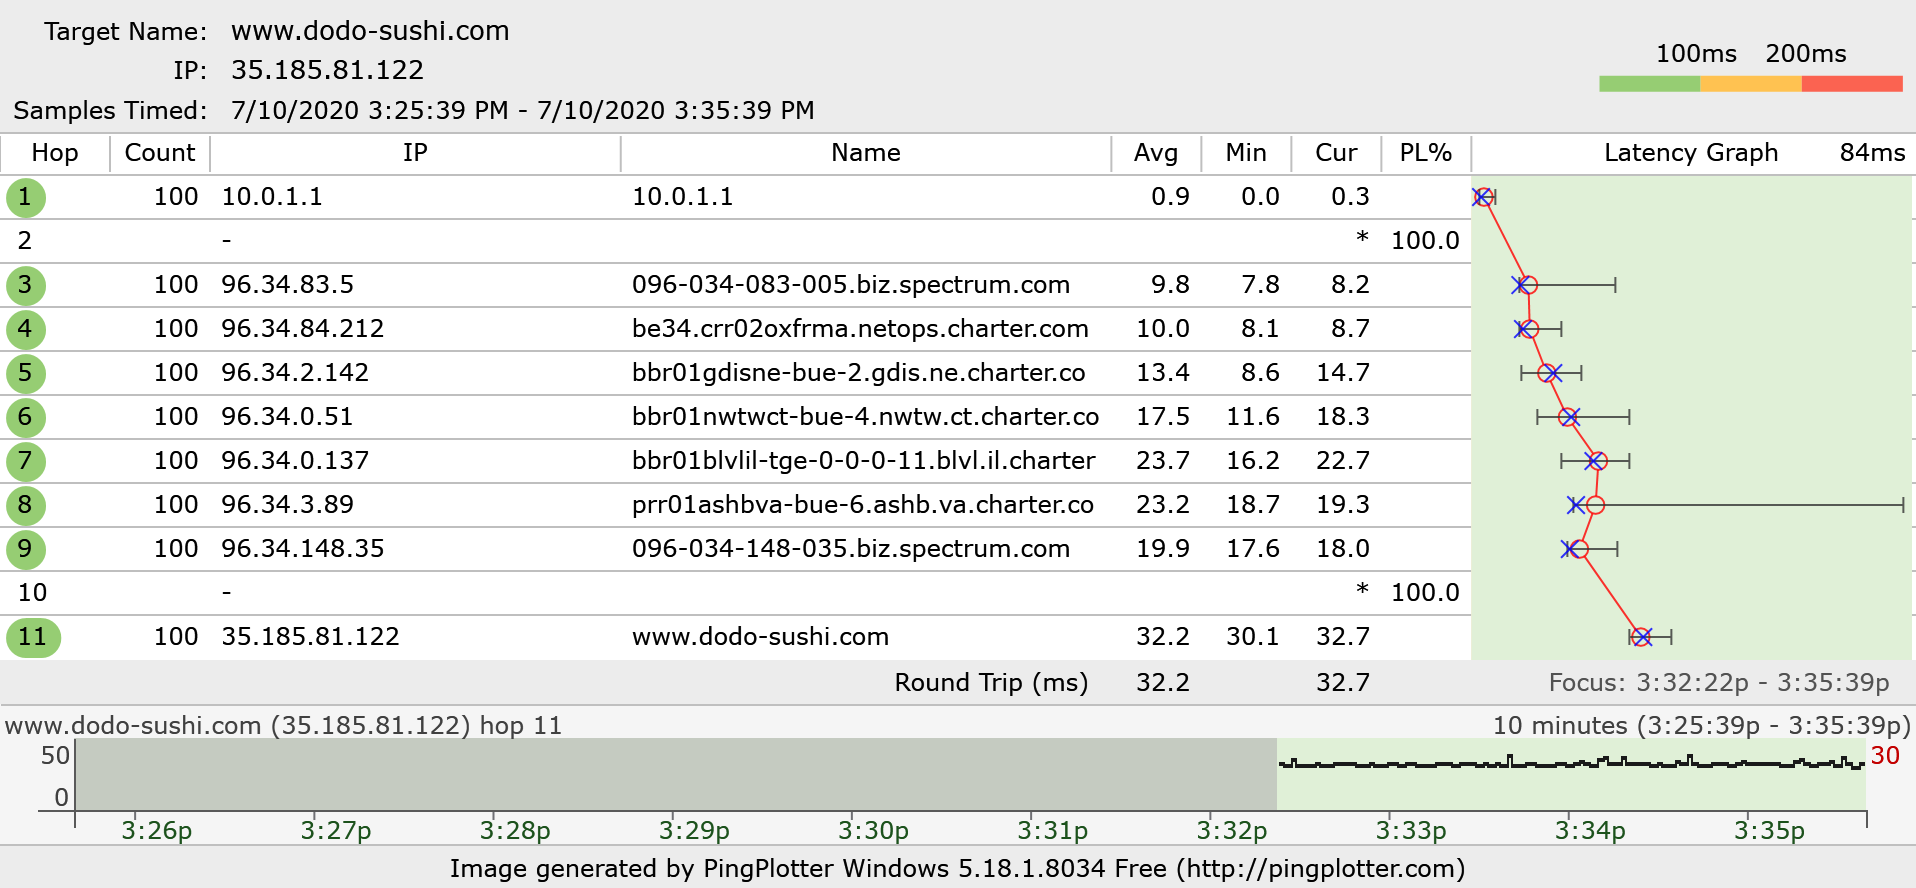 Target Name: www.dodo-sushi.com
100ms 200ms
IP: 35.185.81.122
Samples Timed: 7/10/2020 3:25:39 PM - 7/10/2020 3:35:39 PM
Hop Count IP Name Avg Min Cur PL% Latency Graph 84ms
1 100 10.0.1.1 10.0.1.1 0.9 0.0 0.3
2 - * 100.0
3 100 96.34.83.5 096-034-083-005.biz.spectrum.com 9.8 7.8 8.2
4 100 96.34.84.212 be34.crr02oxfrma.netops.charter.com 10.0 8.1 8.7
5 100 96.34.2.142 bbr01gdisne-bue-2.gdis.ne.charter.co 13.4 8.6 14.7
6 100 96.34.0.51 bbr01nwtwct-bue-4.nwtw.ct.charter.co 17.5 11.6 18.3
7 100 96.34.0.137 bbr01blvlil-tge-0-0-0-11.blvl.il.charter 23.7 16.2 22.7
8 100 96.34.3.89 prr01ashbva-bue-6.ashb.va.charter.co 23.2 18.7 19.3
9 100 96.34.148.35 096-034-148-035.biz.spectrum.com 19.9 17.6 18.0
10 - * 100.0
11 100 35.185.81.122 www.dodo-sushi.com 32.2 30.1 32.7
Round Trip (ms) 32.2 32.7 Focus: 3:32:22p - 3:35:39p
www.dodo-sushi.com (35.185.81.122) hop 11 10 minutes (3:25:39p - 3:35:39p)
50 30
0
3:26p 3:27p 3:28p 3:29p 3:30p 3:31p 3:32p 3:33p 3:34p 3:35p
Image generated by PingPlotter Windows 5.18.1.8034 Free (http://pingplotter.com)